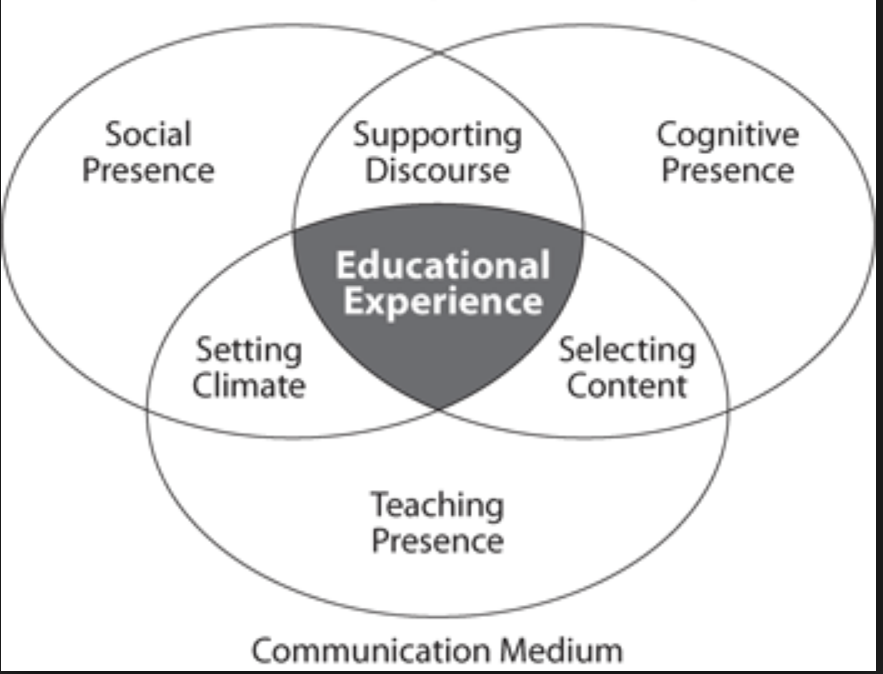 Social
Presence
Supporting
Discourse
Cognitive
Presence
Educational
Experience
Setting
Climate
Selecting
Content
Teaching
Presence
Communication Medium